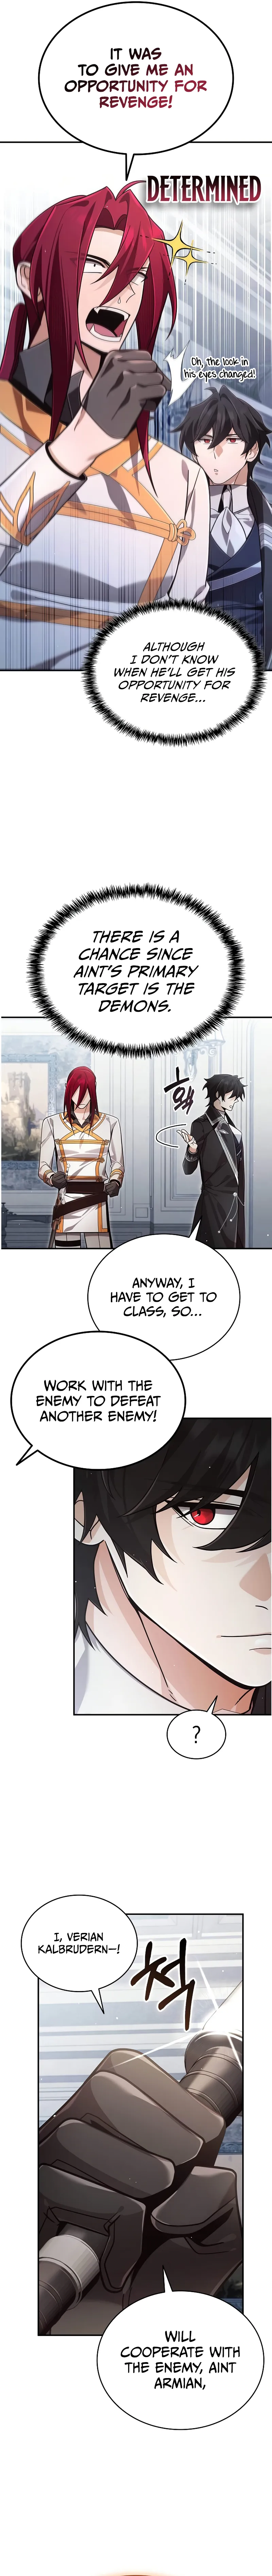 IT WAS
TO GIVE ME AN
OPPORTUNITY FOR
REVENGE!
DETERMINED
Oh, the look in
his eyes changed!
ALTHOUGH
I DON'T KNOW
WHEN HE'LL GET HIS
OPPORTUNITY FOR
REVENGE...
THERE IS A
CHANCE SINCE
AINT'S PRIMARY
TARGET IS THE
DEMONS.
ANYWAY, I
HAVE TO GET TO
CLASS, SO...
WORK WITH THE
ENEMY TO DEFEAT
ANOTHER ENEMY!
?
I, VERIAN
KALBRUDERN–!
WILL
COOPERATE WITH
THE ENEMY, AINT
ARMIAN,